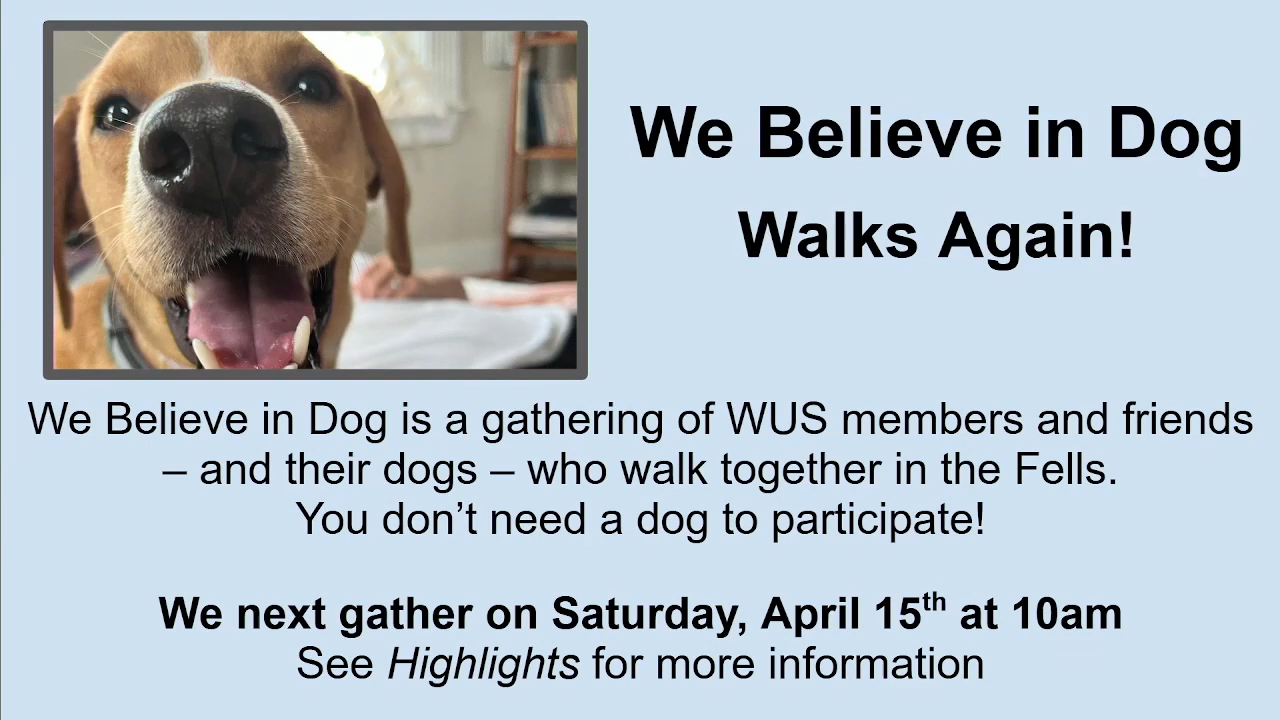 We Believe in Dog
Walks Again!
We Believe in Dog is a gathering of WUS members and friends
– and their dogs – who walk together in the Fells.
You don’t need a dog to participate!
We next gather on Saturday, April 15th at 10am
See Highlights for more information